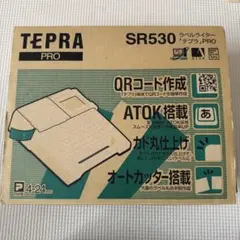 TEPRA
PRO
SR530
ラベルライター
「テプラ」PRO
QRコード作成
ATOK搭載
あ
カド丸仕上げ
オートカッター搭載
P
4-24